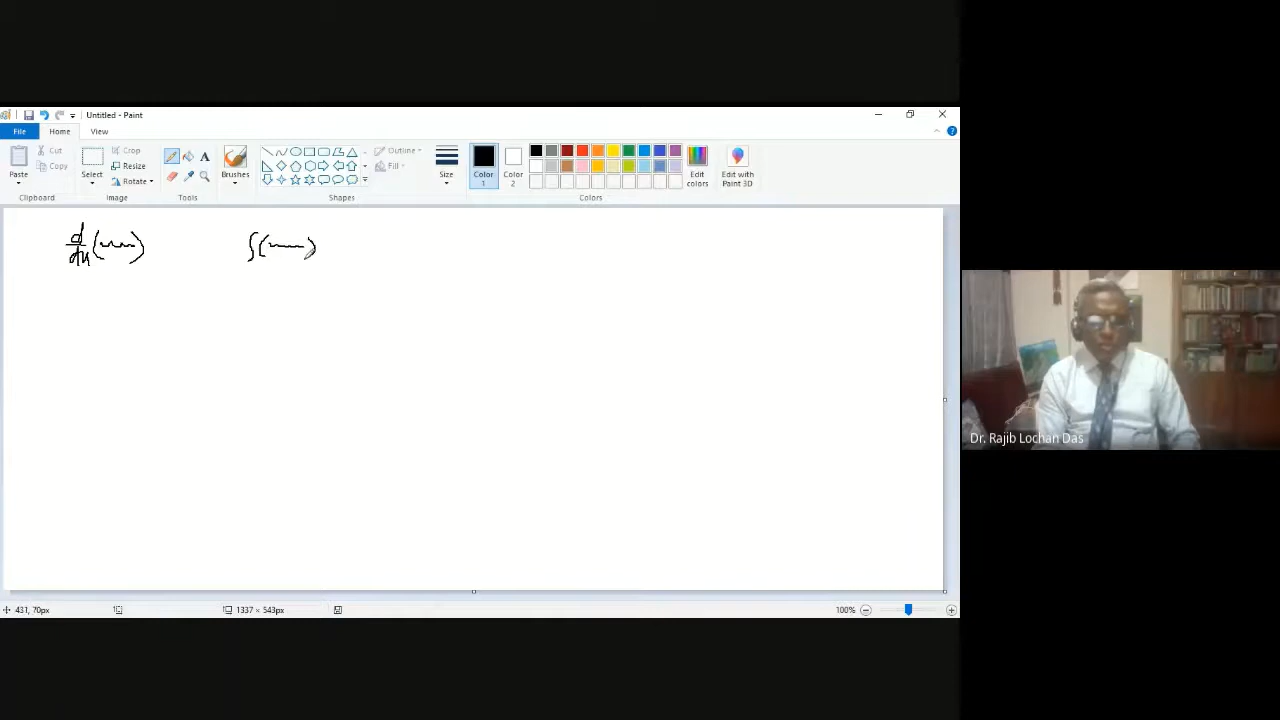 Untitled - Paint
File Home View
Paste Cut Copy Clipboard
Select Crop Resize Rotate Image
Tools
Brushes
Outline Fill Shapes
Size
Color 1
Color 2
Edit colors
Edit with Paint 3D
Colors
d/dx ( )
∫( )
Dr. Rajib Lochan Das
431, 70px
1337 × 543px
100%